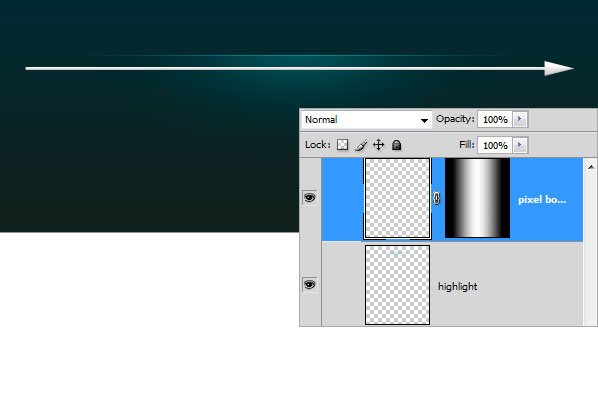 Normal Opacity: 100%
Lock: Fill: 100%
pixel bo...
highlight